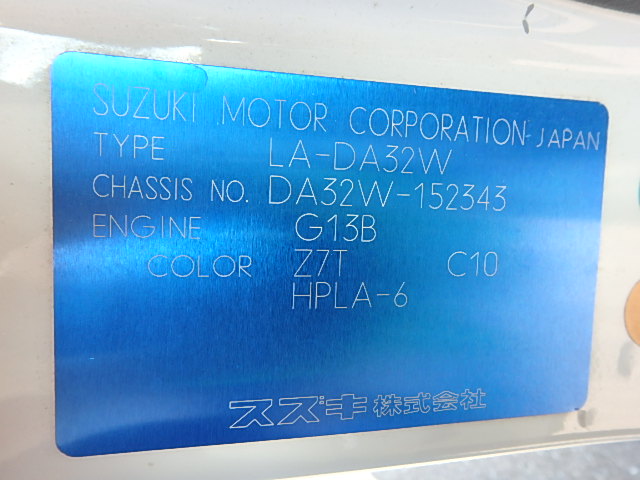 SUZUKI MOTOR CORPORATION-JAPAN
TYPE LA-DA32W
CHASSIS NO. DA32W-152343
ENGINE G13B
COLOR Z7T C10
HPLA-6
スズキ株式会社